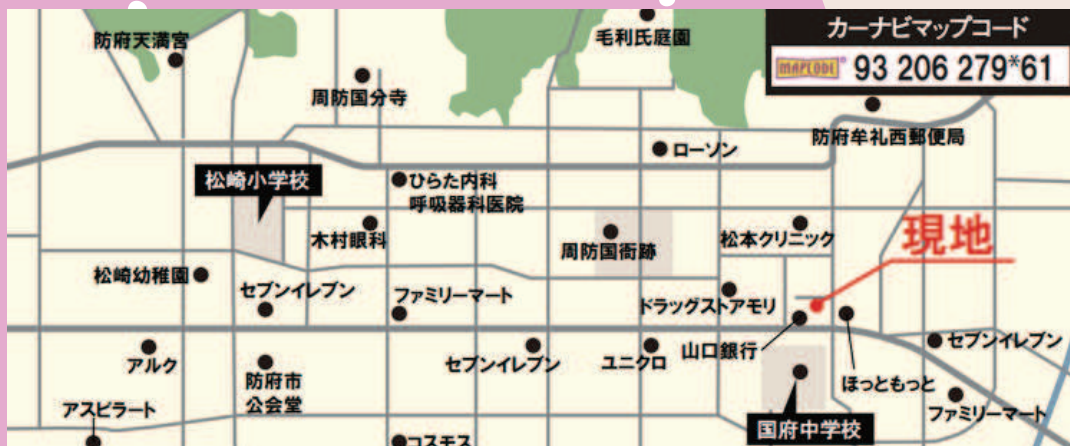 カーナビマップコード
MAPCODE® 93 206 279*61
防府天満宮
毛利氏庭園
周防国分寺
防府牟礼西郵便局
ローソン
松崎小学校
ひらた内科
呼吸器科医院
木村眼科
周防国衙跡
松本クリニック
現地
松崎幼稚園
セブンイレブン
ファミリーマート
ドラッグストアモリ
アルク
防府市
公会堂
セブンイレブン
ユニクロ
山口銀行
ほっともっと
セブンイレブン
ファミリーマート
アスピラート
コスモス
国府中学校